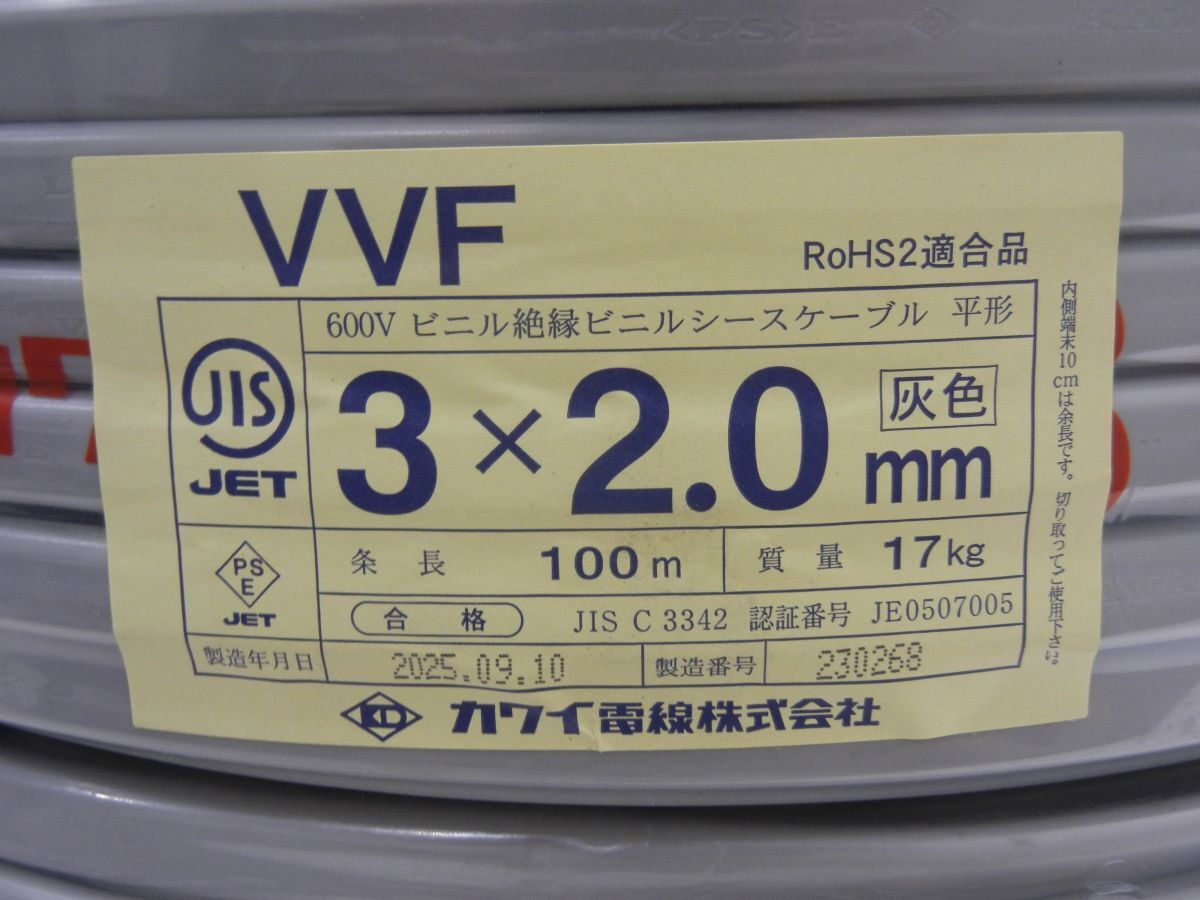 <PS>E
VVF
RoHS2適合品
600V ビニル絶縁ビニルシースケーブル 平形
JIS
JET
3×2.0mm
灰色
PS
E
JET
条長 100m
質量 17kg
合格 JIS C 3342 認証番号 JE0507005
製造年月日 2025.09.10
製造番号 230268
KD カワイ電線株式会社
内側端末10cmは余長です。切り取ってご使用下さい。